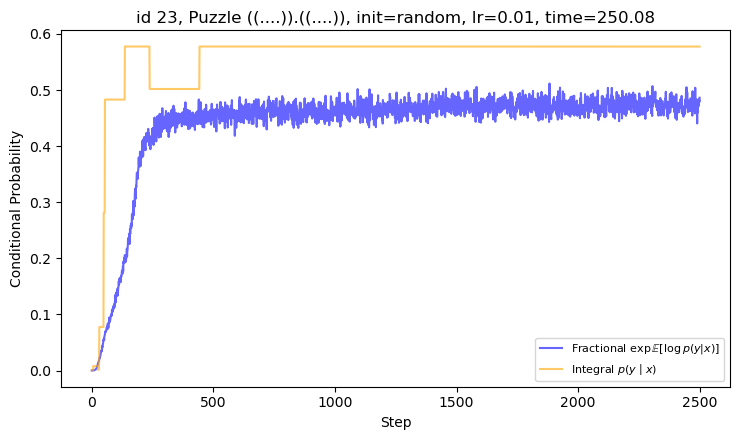 id 23, Puzzle ((....)).((....)), init=random, lr=0.01, time=250.08
Conditional Probability
0.6
0.5
0.4
0.3
0.2
0.1
0.0
Fractional exp𝔼[log p(y|x)]
Integral p(y | x)
0 500 1000 1500 2000 2500
Step